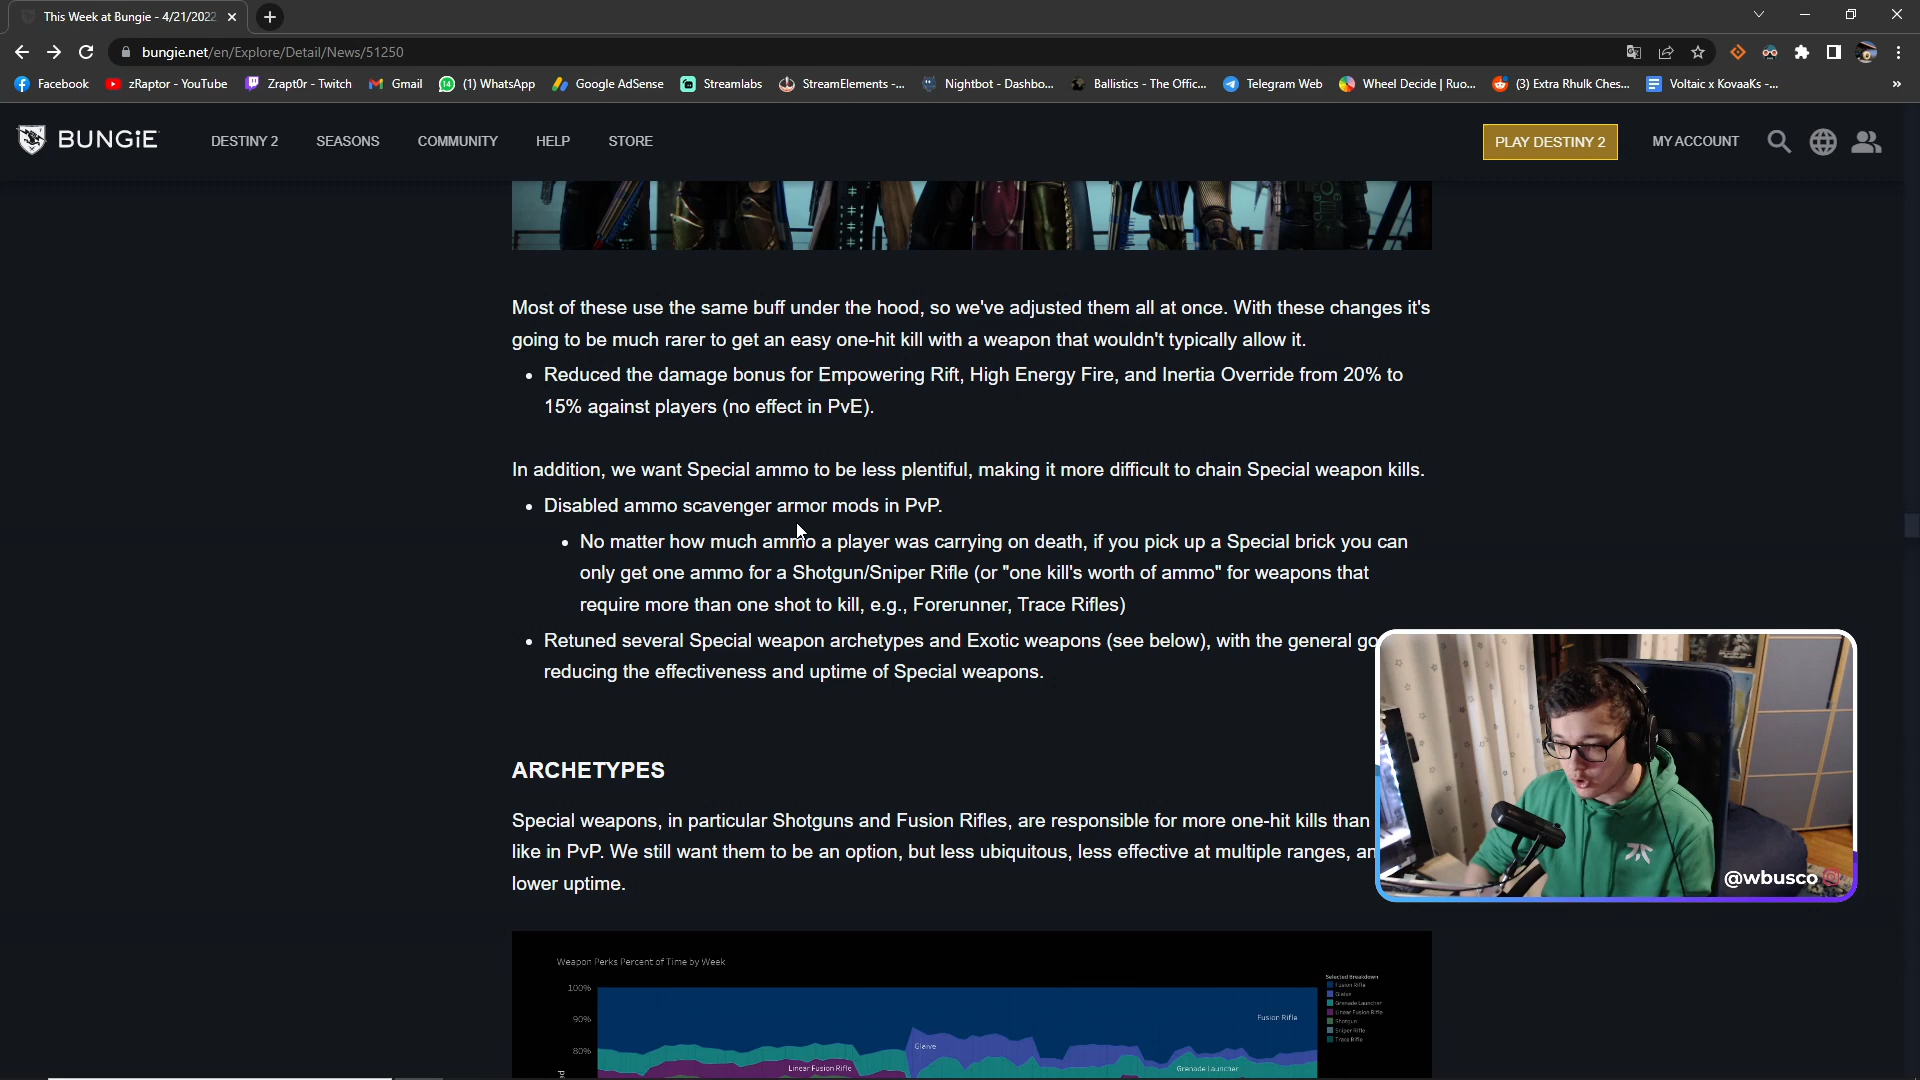 This Week at Bungie - 4/21/2022
bungie.net/en/Explore/Detail/News/51250
Facebook
zRaptor - YouTube
Zrapt0r - Twitch
Gmail
(1) WhatsApp
Google AdSense
Streamlabs
StreamElements -...
Nightbot - Dashbo...
Ballistics - The Offic...
Telegram Web
Wheel Decide | Ruo...
(3) Extra Rhulk Ches...
Voltaic x KovaaKs -...
»
BUNGiE
DESTINY 2
SEASONS
COMMUNITY
HELP
STORE
PLAY DESTINY 2
MY ACCOUNT
Most of these use the same buff under the hood, so we've adjusted them all at once. With these changes it's
going to be much rarer to get an easy one-hit kill with a weapon that wouldn't typically allow it.
• Reduced the damage bonus for Empowering Rift, High Energy Fire, and Inertia Override from 20% to
15% against players (no effect in PvE).
In addition, we want Special ammo to be less plentiful, making it more difficult to chain Special weapon kills.
• Disabled ammo scavenger armor mods in PvP.
• No matter how much ammo a player was carrying on death, if you pick up a Special brick you can
only get one ammo for a Shotgun/Sniper Rifle (or "one kill's worth of ammo" for weapons that
require more than one shot to kill, e.g., Forerunner, Trace Rifles)
• Retuned several Special weapon archetypes and Exotic weapons (see below), with the general go
reducing the effectiveness and uptime of Special weapons.
ARCHETYPES
Special weapons, in particular Shotguns and Fusion Rifles, are responsible for more one-hit kills than
like in PvP. We still want them to be an option, but less ubiquitous, less effective at multiple ranges, an
lower uptime.
@wbusco
Weapon Perks Percent of Time by Week
100%
90%
80%
Fusion Rifle
Glaive
Linear Fusion Rifle
Grenade Launcher
Selected Breakdown
Fusion Rifle
Glaive
Grenade Launcher
Linear Fusion Rifle
Shotgun
Sniper Rifle
Trace Rifle